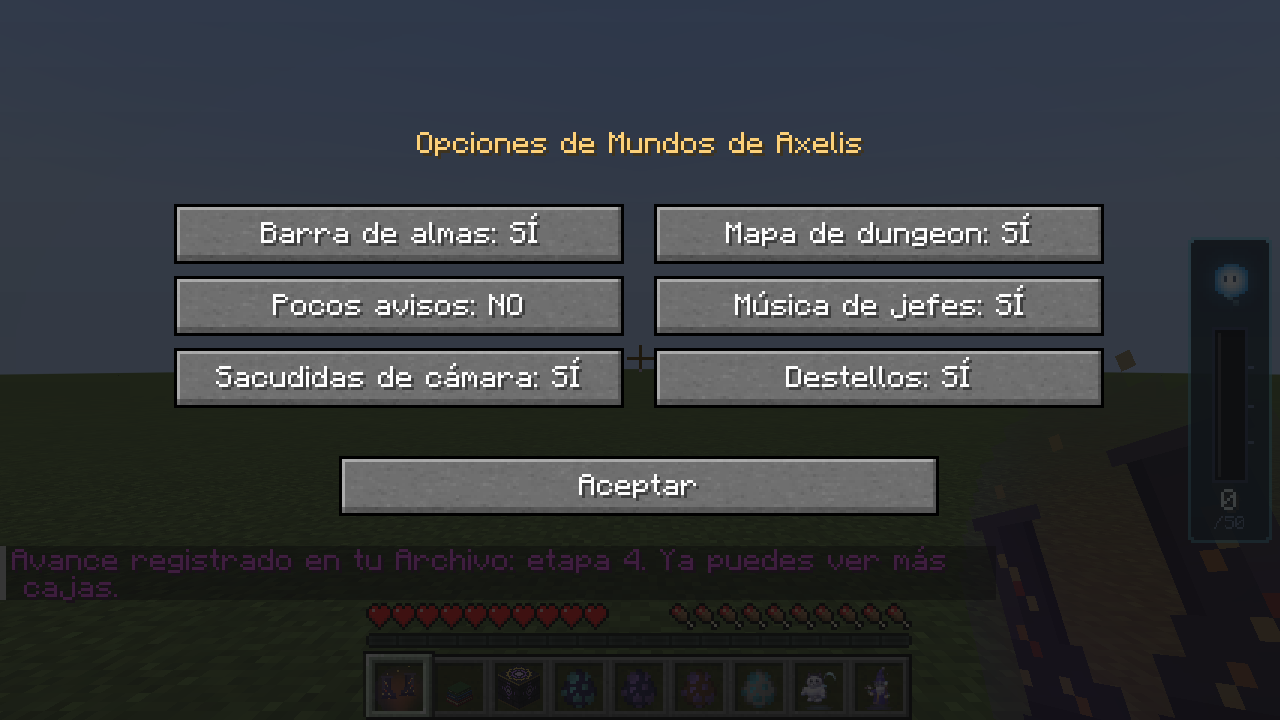 Opciones de Mundos de Axelis
Barra de almas: SÍ
Mapa de dungeon: SÍ
Pocos avisos: NO
Música de jefes: SÍ
Sacudidas de cámara: SÍ
Destellos: SÍ
Aceptar
0
/50
Avance registrado en tu Archivo: etapa 4. Ya puedes ver más
cajas.